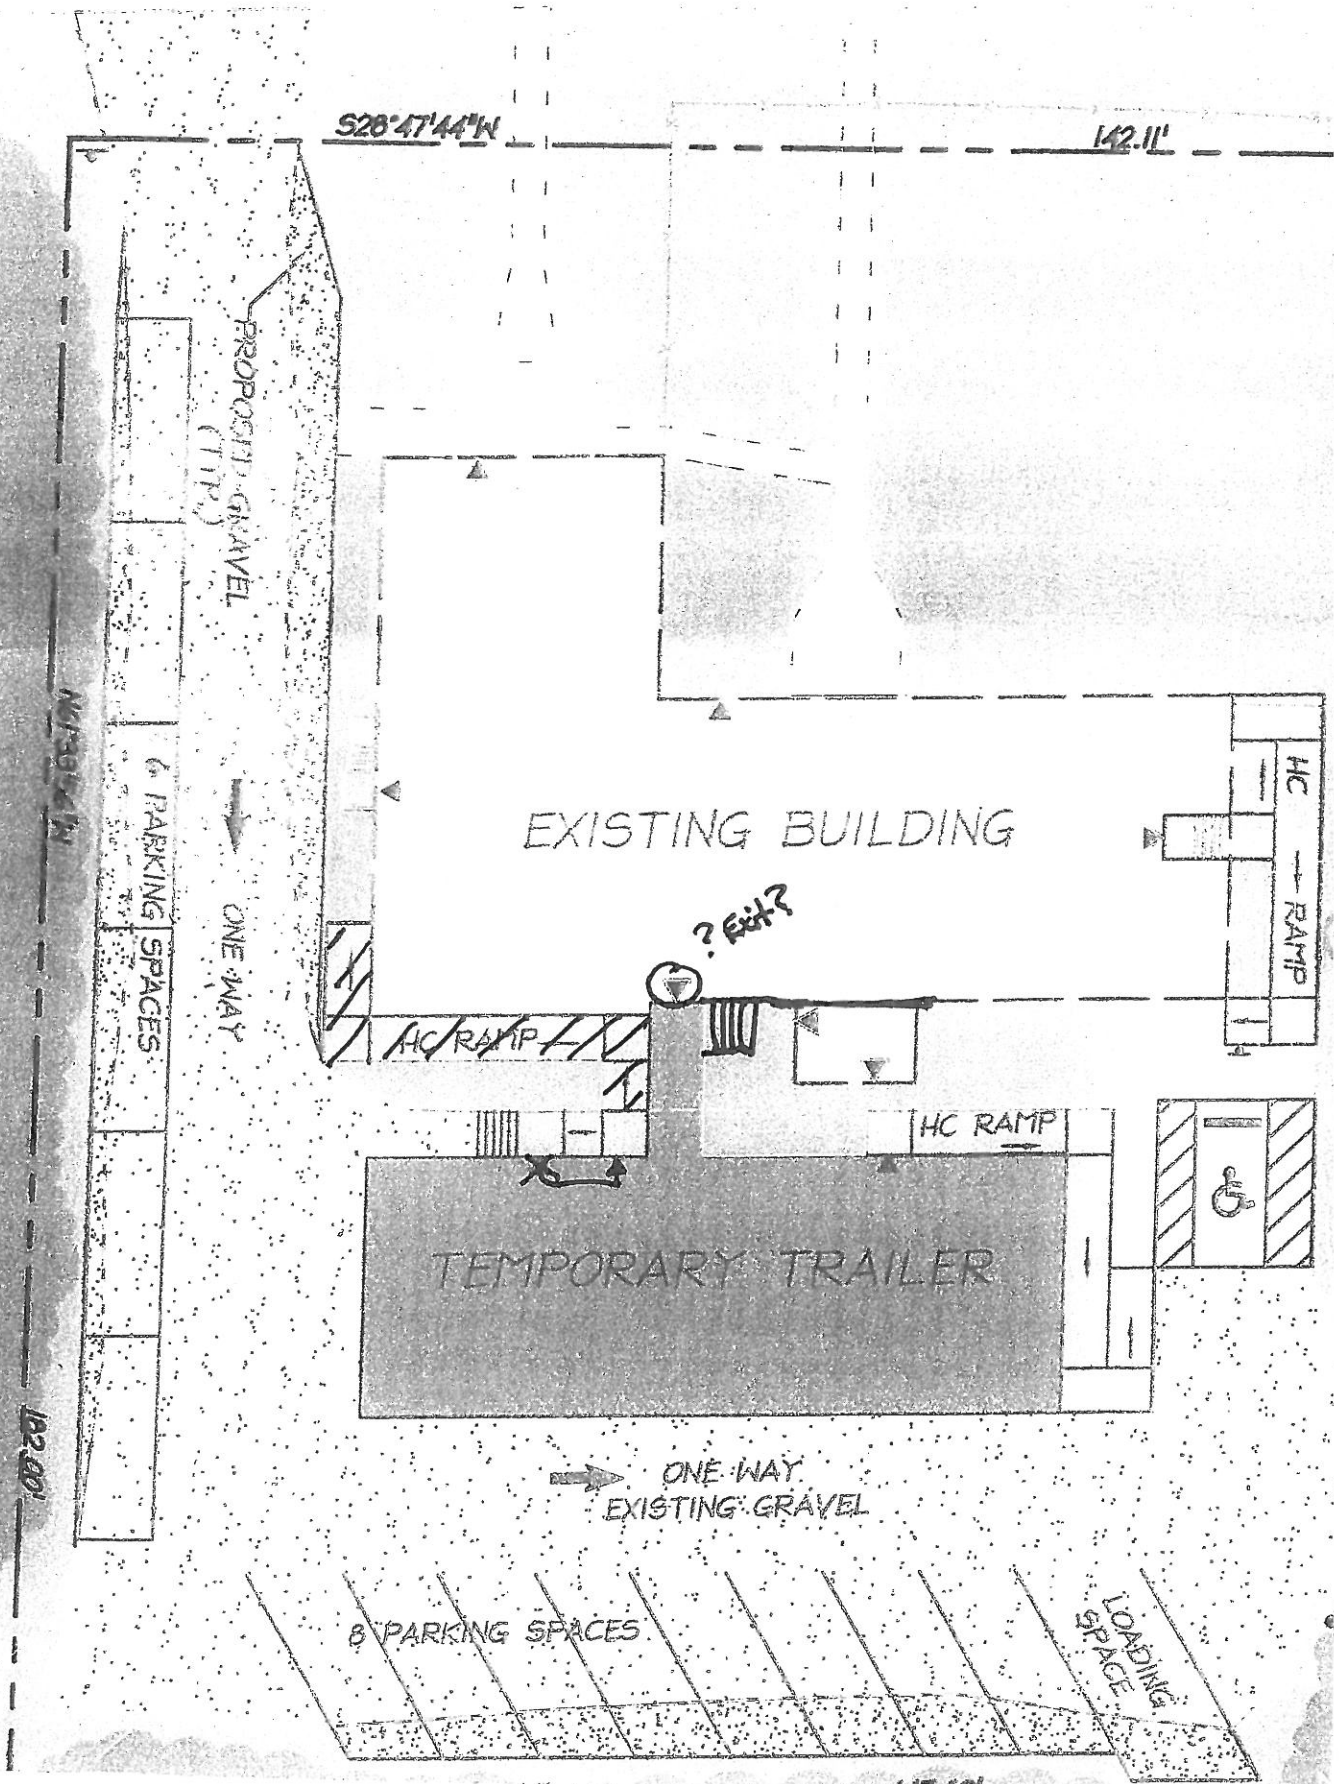 S28°47'44"W
142.11'
PROPOSED GRAVEL
(TYP.)
6 PARKING SPACES
ONE WAY
EXISTING BUILDING
HC RAMP
? Exit?
HC RAMP
HC RAMP
TEMPORARY TRAILER
102.00'
ONE WAY
EXISTING GRAVEL
8 PARKING SPACES
LOADING
SPACE